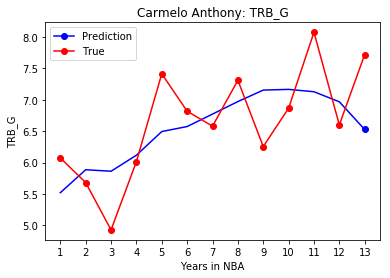 Carmelo Anthony: TRB_G
Prediction
True
8.0
7.5
7.0
6.5
6.0
5.5
5.0
TRB_G
1 2 3 4 5 6 7 8 9 10 11 12 13
Years in NBA